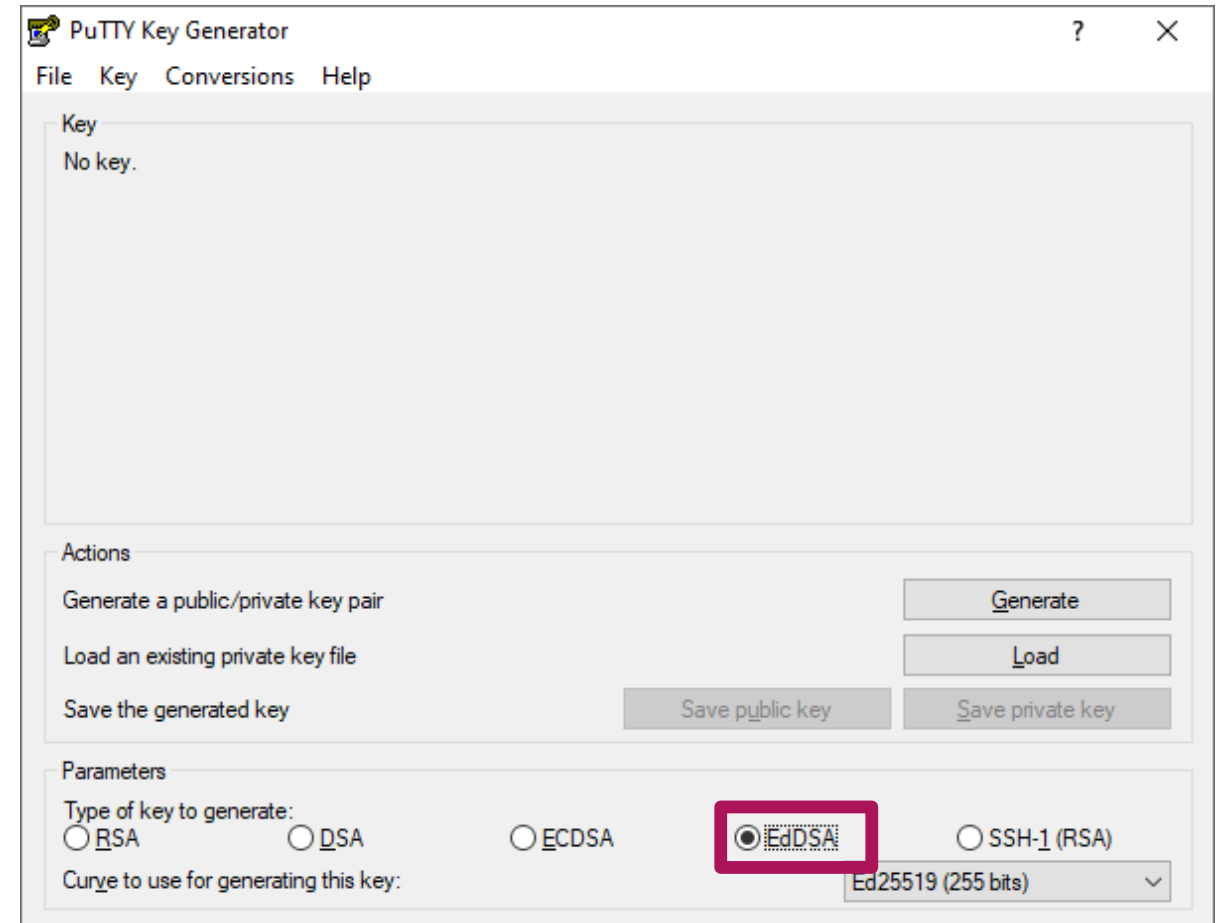 PuTTY Key Generator ?
File Key Conversions Help
Key
No key.
Actions
Generate a public/private key pair Generate
Load an existing private key file Load
Save the generated key Save public key Save private key
Parameters
Type of key to generate:
RSA DSA ECDSA EdDSA SSH-1 (RSA)
Curve to use for generating this key: Ed25519 (255 bits)